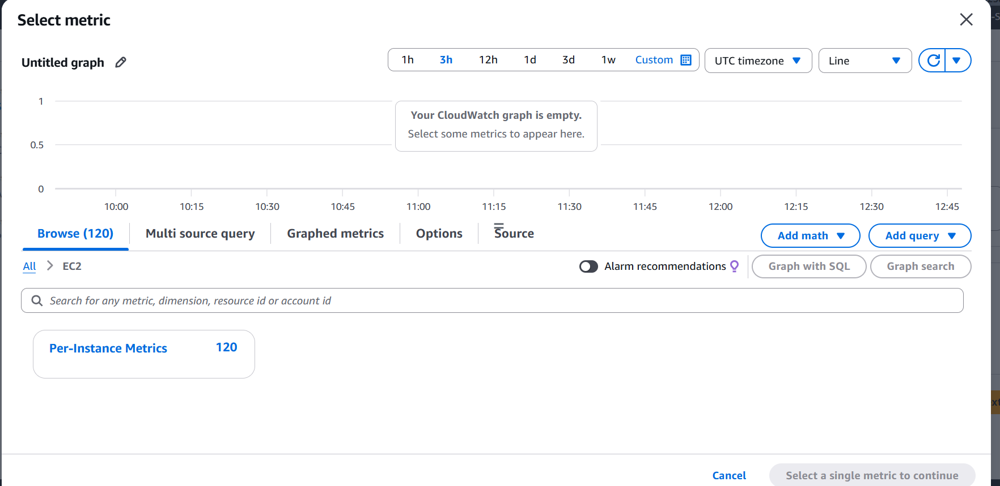 Select metric
Untitled graph
1h 3h 12h 1d 3d 1w Custom UTC timezone Line
1
Your CloudWatch graph is empty.
Select some metrics to appear here.
0.5
0
10:00 10:15 10:30 10:45 11:00 11:15 11:30 11:45 12:00 12:15 12:30 12:45
Browse (120) Multi source query Graphed metrics Options Source Add math Add query
All EC2 Alarm recommendations Graph with SQL Graph search
Search for any metric, dimension, resource id or account id
Per-Instance Metrics 120
Cancel Select a single metric to continue